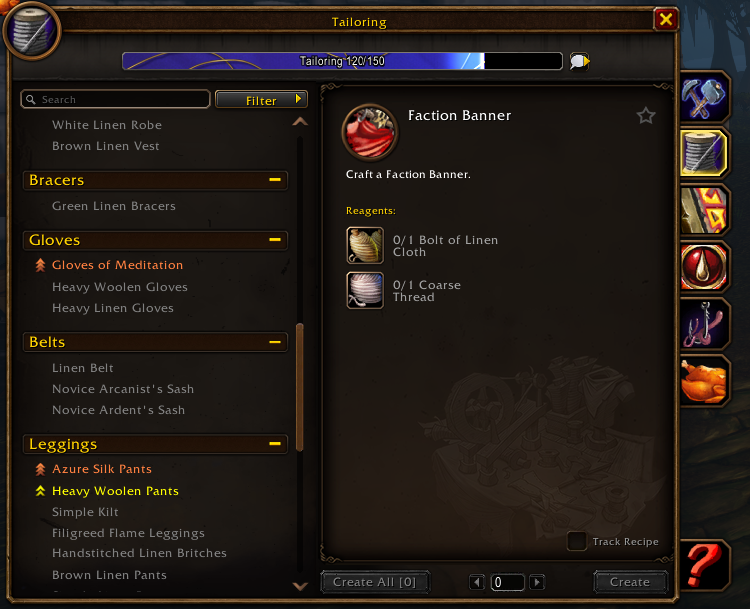 Tailoring
Tailoring 120/150
Search
Filter
White Linen Robe
Brown Linen Vest
Bracers
Green Linen Bracers
Gloves
Gloves of Meditation
Heavy Woolen Gloves
Heavy Linen Gloves
Belts
Linen Belt
Novice Arcanist's Sash
Novice Ardent's Sash
Leggings
Azure Silk Pants
Heavy Woolen Pants
Simple Kilt
Filigreed Flame Leggings
Handstitched Linen Britches
Brown Linen Pants
Faction Banner
Craft a Faction Banner.
Reagents:
0/1 Bolt of Linen
Cloth
0/1 Coarse
Thread
Track Recipe
Create All [0]
0
Create